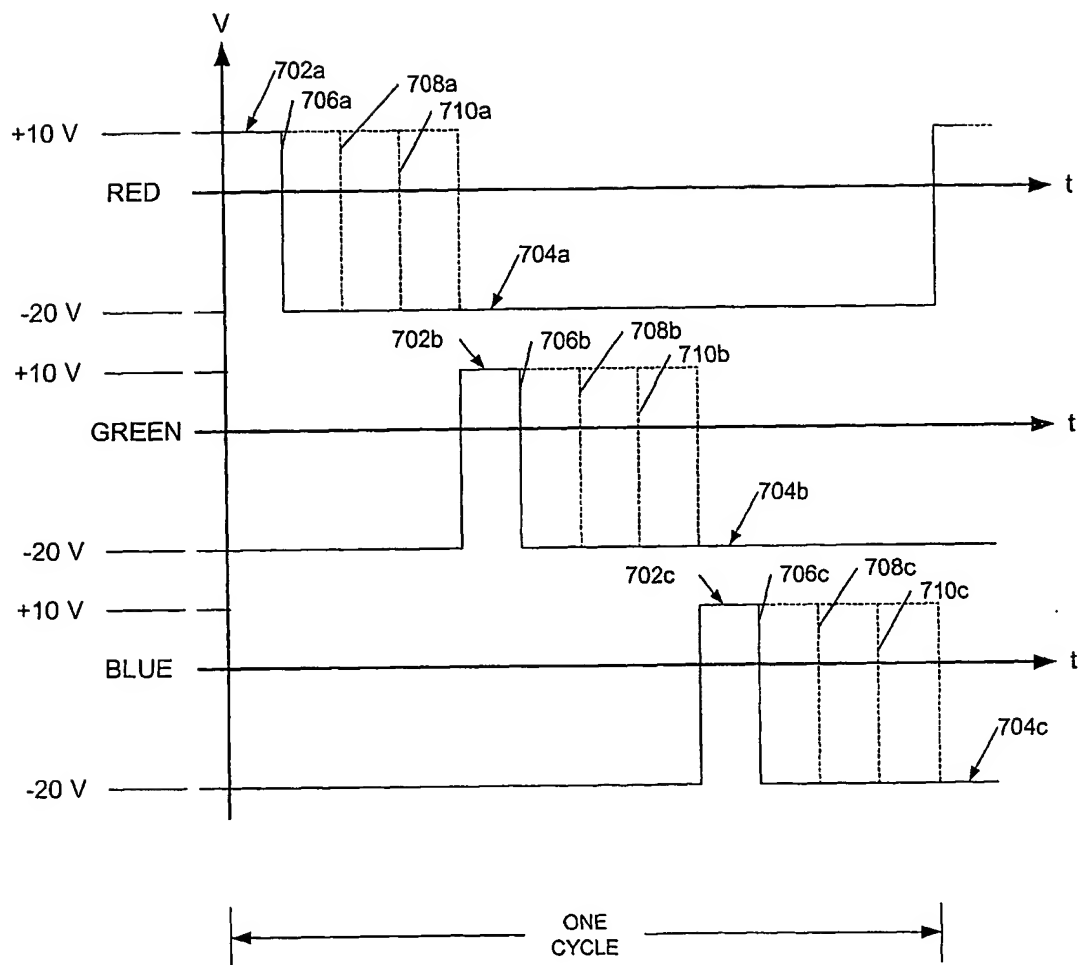 V
702a
708a
706a
710a
+10 V
RED
t
704a
-20 V
702b
706b
708b
710b
+10 V
GREEN
t
704b
-20 V
702c
706c
708c
710c
+10 V
BLUE
t
704c
-20 V
ONE
CYCLE